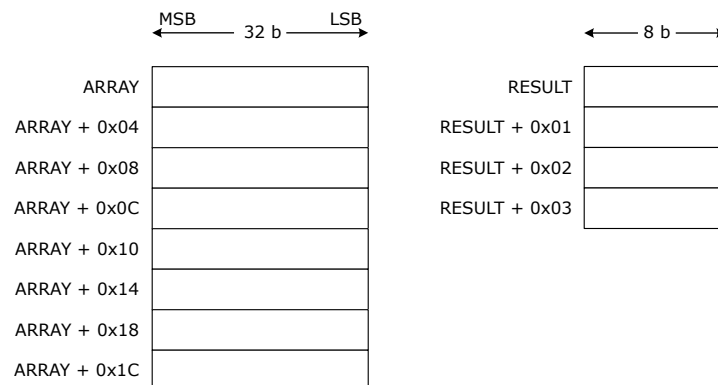 MSB LSB
32 b
8 b
ARRAY
ARRAY + 0x04
ARRAY + 0x08
ARRAY + 0x0C
ARRAY + 0x10
ARRAY + 0x14
ARRAY + 0x18
ARRAY + 0x1C
RESULT
RESULT + 0x01
RESULT + 0x02
RESULT + 0x03